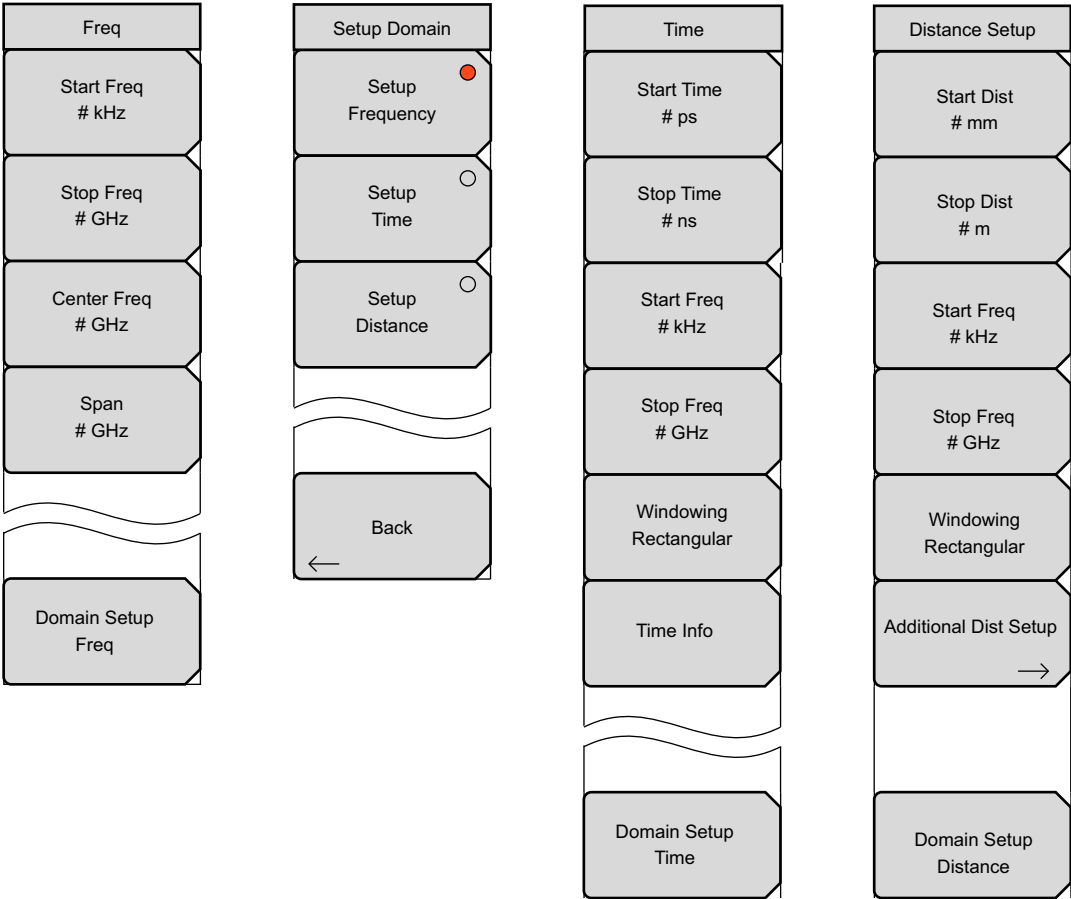 Freq
Start Freq
# kHz
Stop Freq
# GHz
Center Freq
# GHz
Span
# GHz
Domain Setup
Freq
Setup Domain
Setup
Frequency
Setup
Time
Setup
Distance
Back
Time
Start Time
# ps
Stop Time
# ns
Start Freq
# kHz
Stop Freq
# GHz
Windowing
Rectangular
Time Info
Domain Setup
Time
Distance Setup
Start Dist
# mm
Stop Dist
# m
Start Freq
# kHz
Stop Freq
# GHz
Windowing
Rectangular
Additional Dist Setup
Domain Setup
Distance